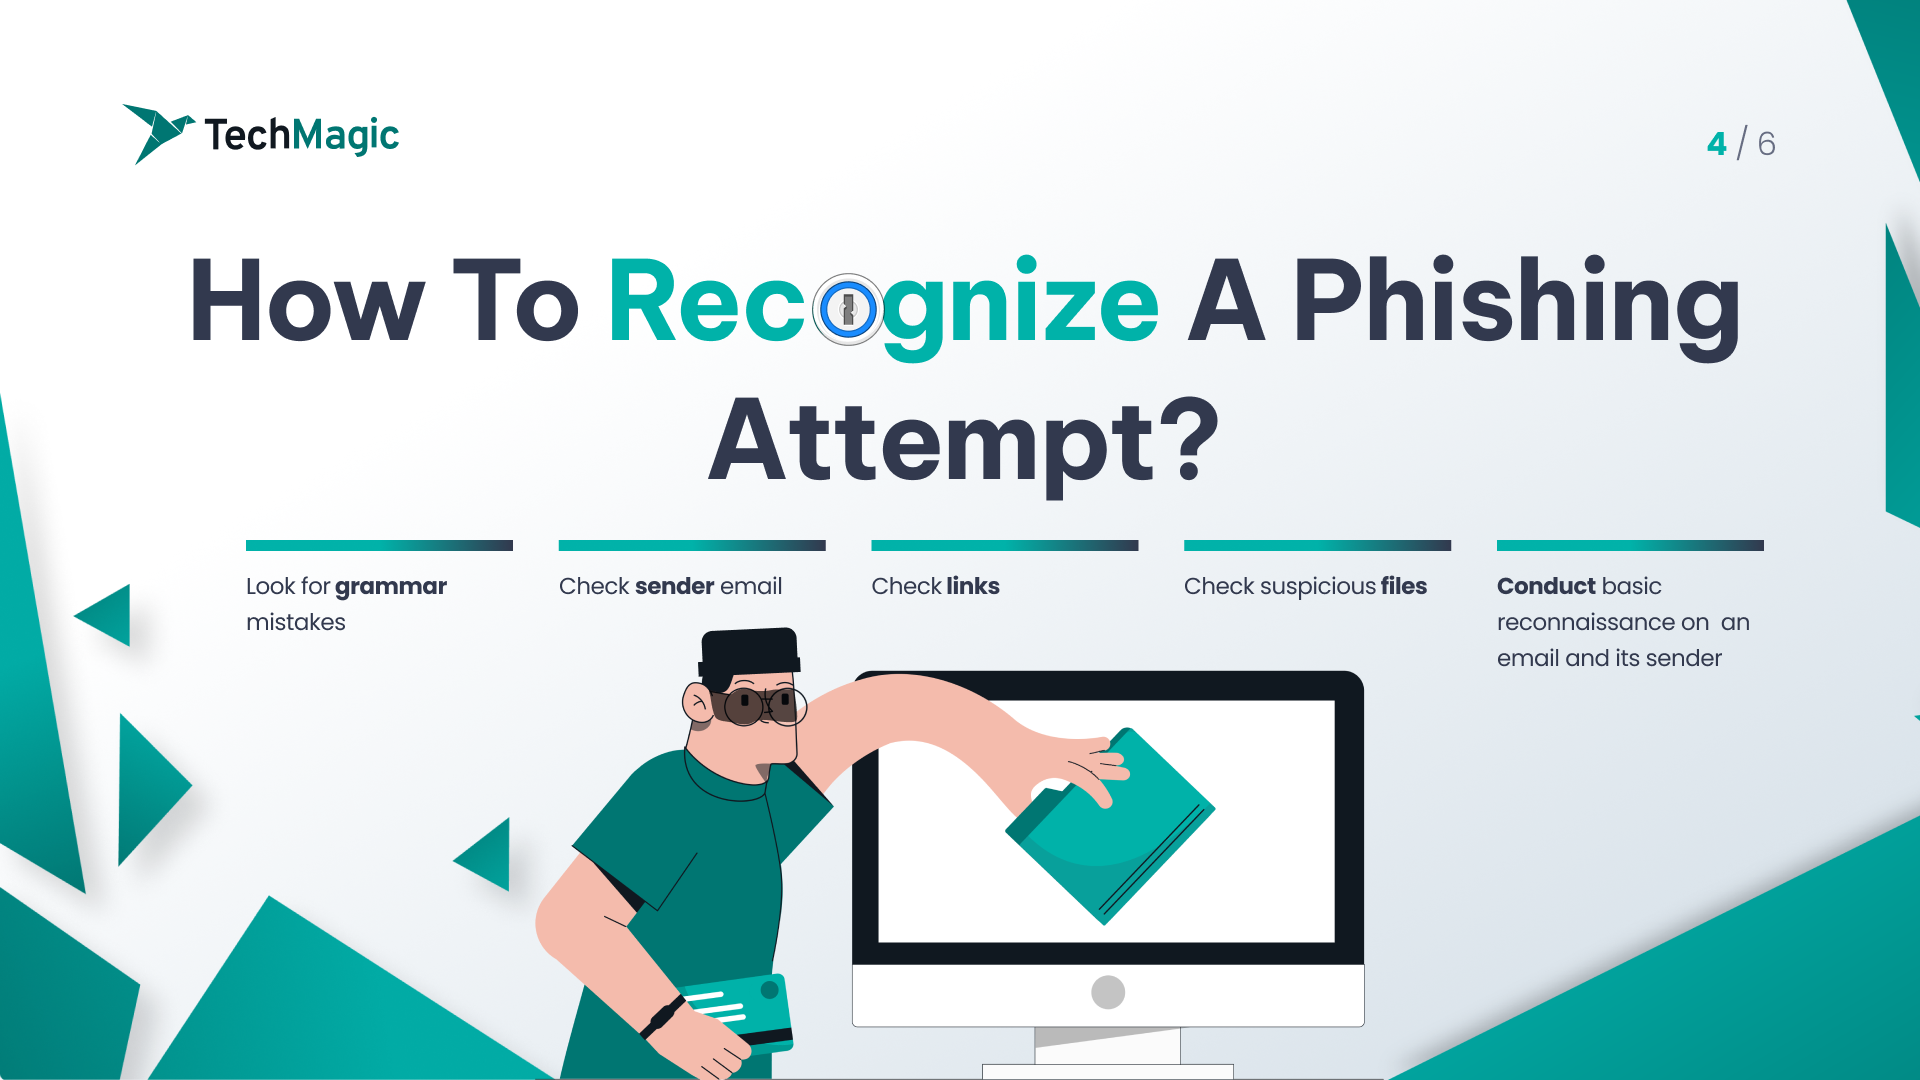 TechMagic
4 / 6
How To Recognize A Phishing
Attempt?
Look for grammar
mistakes
Check sender email
Check links
Check suspicious files
Conduct basic
reconnaissance on  an
email and its sender